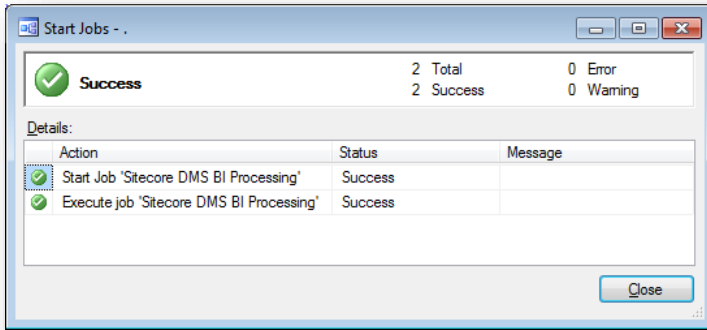 Start Jobs - .
Success
2 Total 0 Error
2 Success 0 Warning
Details:
Action Status Message
Start Job 'Sitecore DMS BI Processing' Success
Execute job 'Sitecore DMS BI Processing' Success
Close